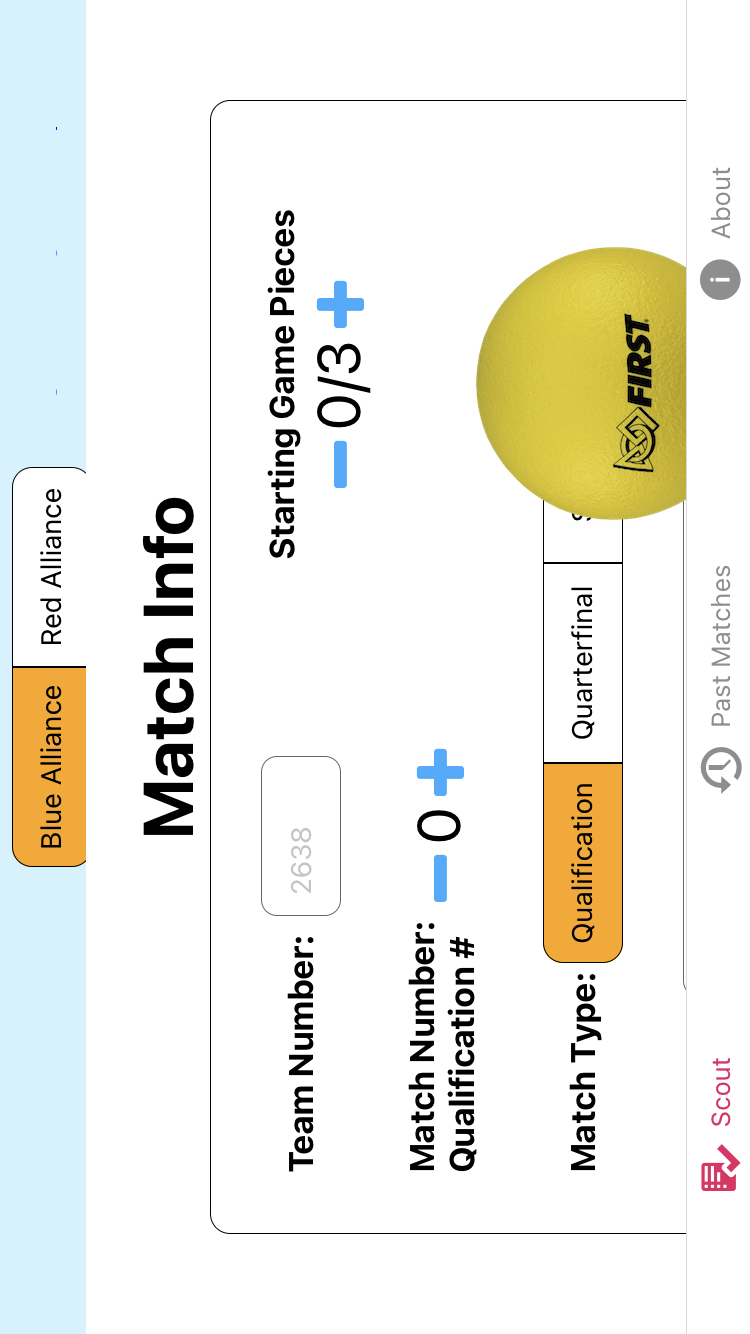 Blue Alliance
Red Alliance
Match Info
Team Number:
2638
Starting Game Pieces
0/3
Match Number:
Qualification #
0
Match Type:
Qualification
Quarterfinal
FIRST
Scout
Past Matches
About